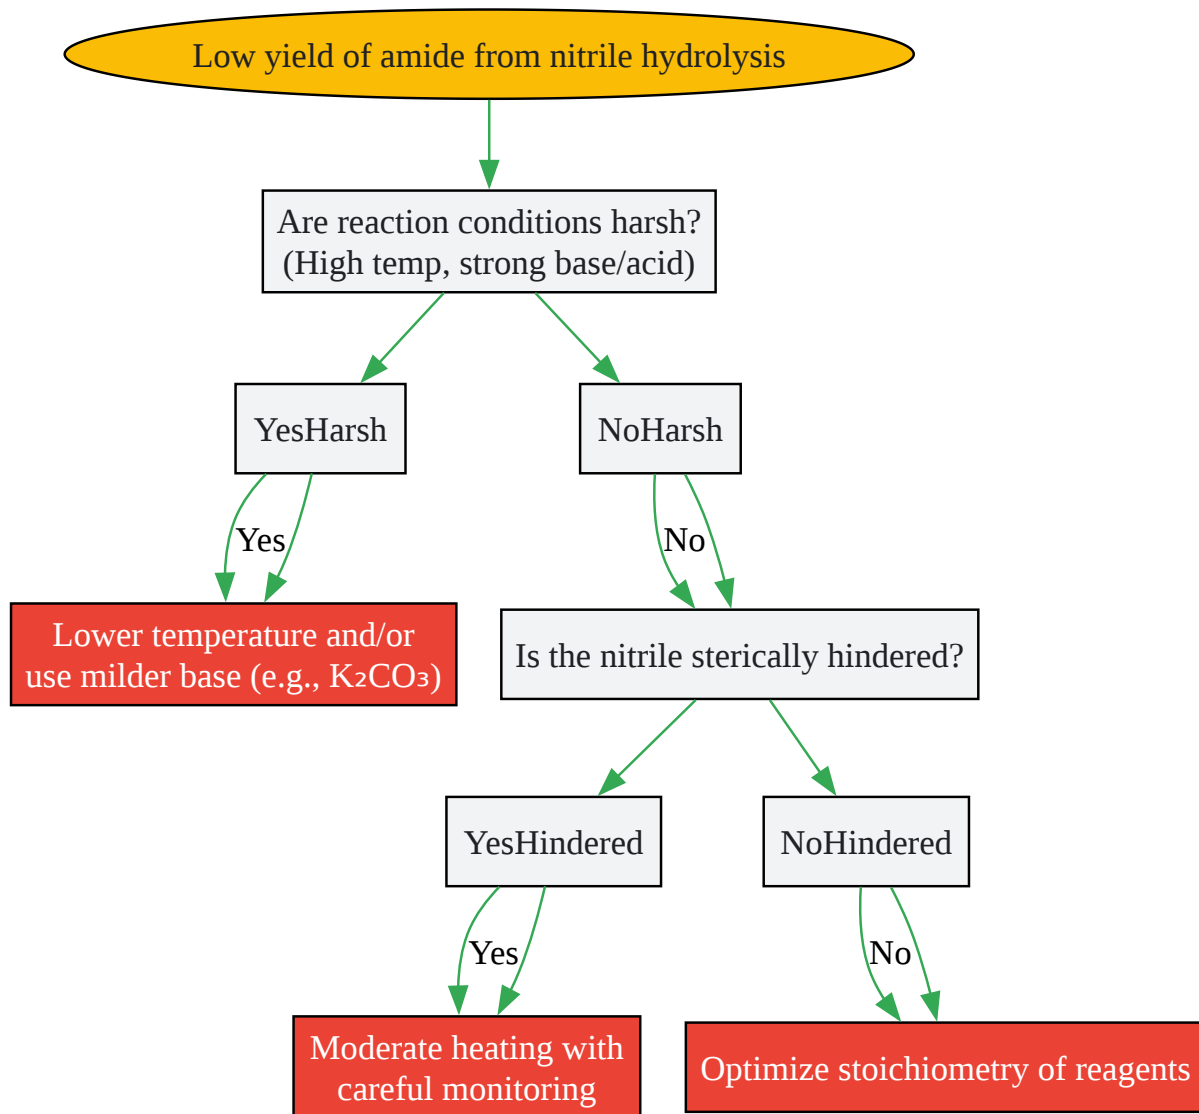 Low yield of amide from nitrile hydrolysis
Are reaction conditions harsh?
(High temp, strong base/acid)
YesHarsh
NoHarsh
Yes
No
Lower temperature and/or
use milder base (e.g., K₂CO₃)
Is the nitrile sterically hindered?
YesHindered
NoHindered
Yes
No
Moderate heating with
careful monitoring
Optimize stoichiometry of reagents